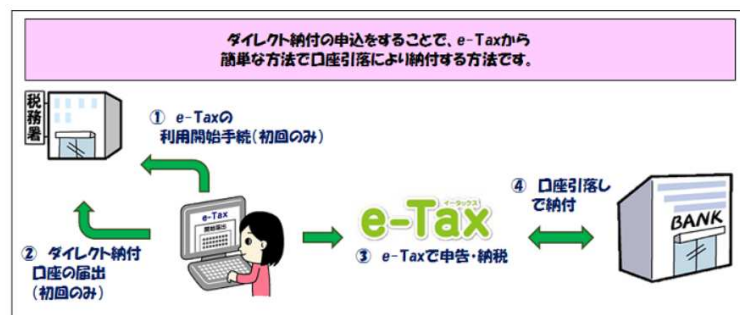 ダイレクト納付の申込をすることで、e-Taxから
簡単な方法で口座引落により納付する方法です。
税務署
① e-Taxの
利用開始手続(初回のみ)
② ダイレクト納付
口座の届出
(初回のみ)
e-Tax
開始届出
イータックス
e-Tax
③ e-Taxで申告・納税
④ 口座引落し
で納付
BANK